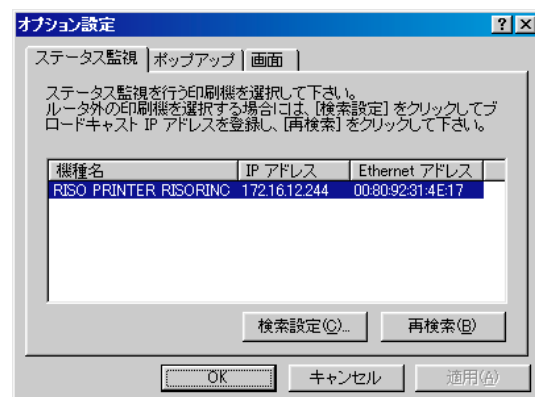 オプション設定
ステータス監視 ポップアップ 画面
ステータス監視を行う印刷機を選択して下さい。
ルータ外の印刷機を選択する場合には、[検索設定] をクリックしてブ
ロードキャスト IP アドレスを登録し、[再検索] をクリックして下さい。
機種名 IP アドレス Ethernet アドレス
RISO PRINTER RISORINC 172.16.12.244 00:80:92:31:4E:17
検索設定(C)... 再検索(B)
OK キャンセル 適用(A)